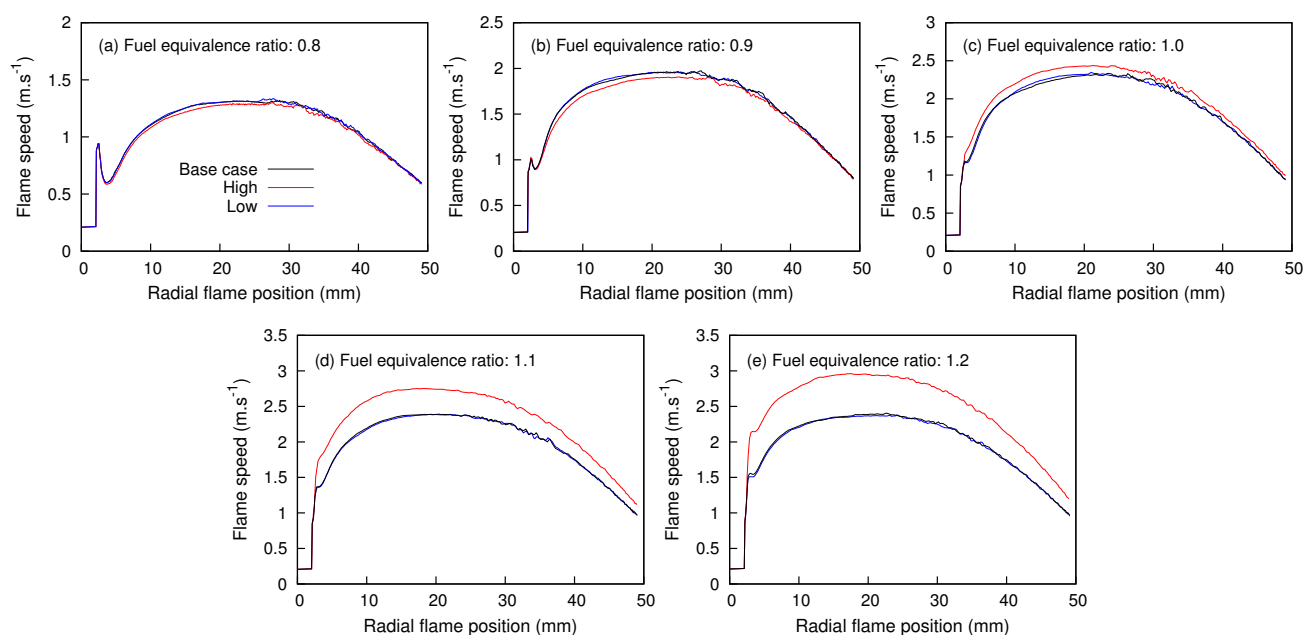 (a) Fuel equivalence ratio: 0.8
Flame speed (m.s-1)
2
1.5
1
0.5
0
Base case
High
Low
0 10 20 30 40 50
Radial flame position (mm)
(b) Fuel equivalence ratio: 0.9
Flame speed (m.s-1)
2.5
2
1.5
1
0.5
0
0 10 20 30 40 50
Radial flame position (mm)
(c) Fuel equivalence ratio: 1.0
Flame speed (m.s-1)
3
2.5
2
1.5
1
0.5
0
0 10 20 30 40 50
Radial flame position (mm)
(d) Fuel equivalence ratio: 1.1
Flame speed (m.s-1)
3.5
3
2.5
2
1.5
1
0.5
0
0 10 20 30 40 50
Radial flame position (mm)
(e) Fuel equivalence ratio: 1.2
Flame speed (m.s-1)
3.5
3
2.5
2
1.5
1
0.5
0
0 10 20 30 40 50
Radial flame position (mm)